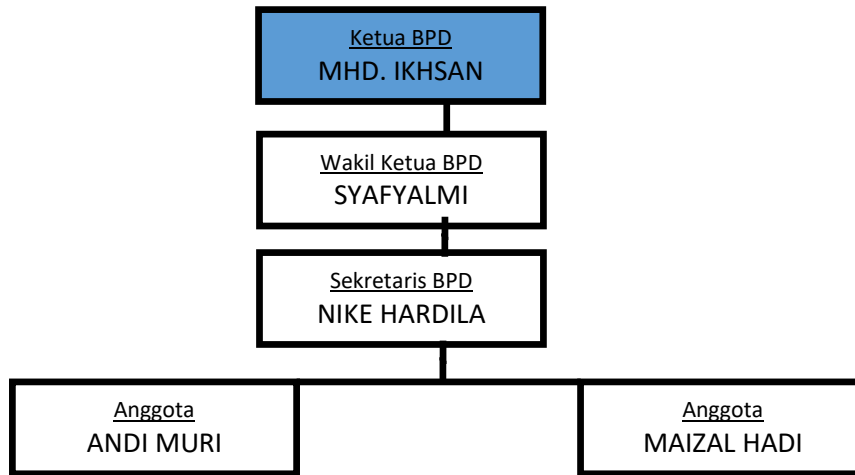 Ketua BPD
MHD. IKHSAN
Wakil Ketua BPD
SYAFYALMI
Sekretaris BPD
NIKE HARDILA
Anggota
ANDI MURI
Anggota
MAIZAL HADI